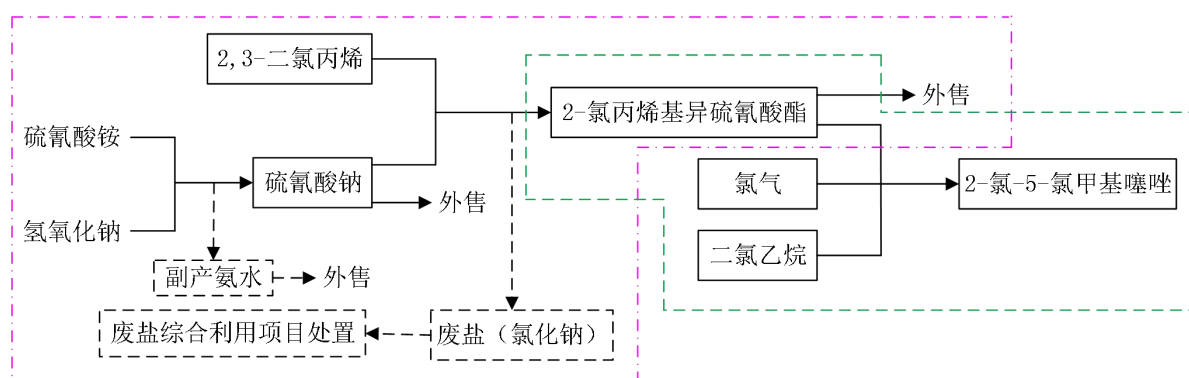 2,3-二氯丙烯
2-氯丙烯基异硫氰酸酯
外售
硫氰酸铵
硫氰酸钠
氯气
2-氯-5-氯甲基噻唑
外售
氢氧化钠
二氯乙烷
副产氨水
外售
废盐综合利用项目处置
废盐（氯化钠）